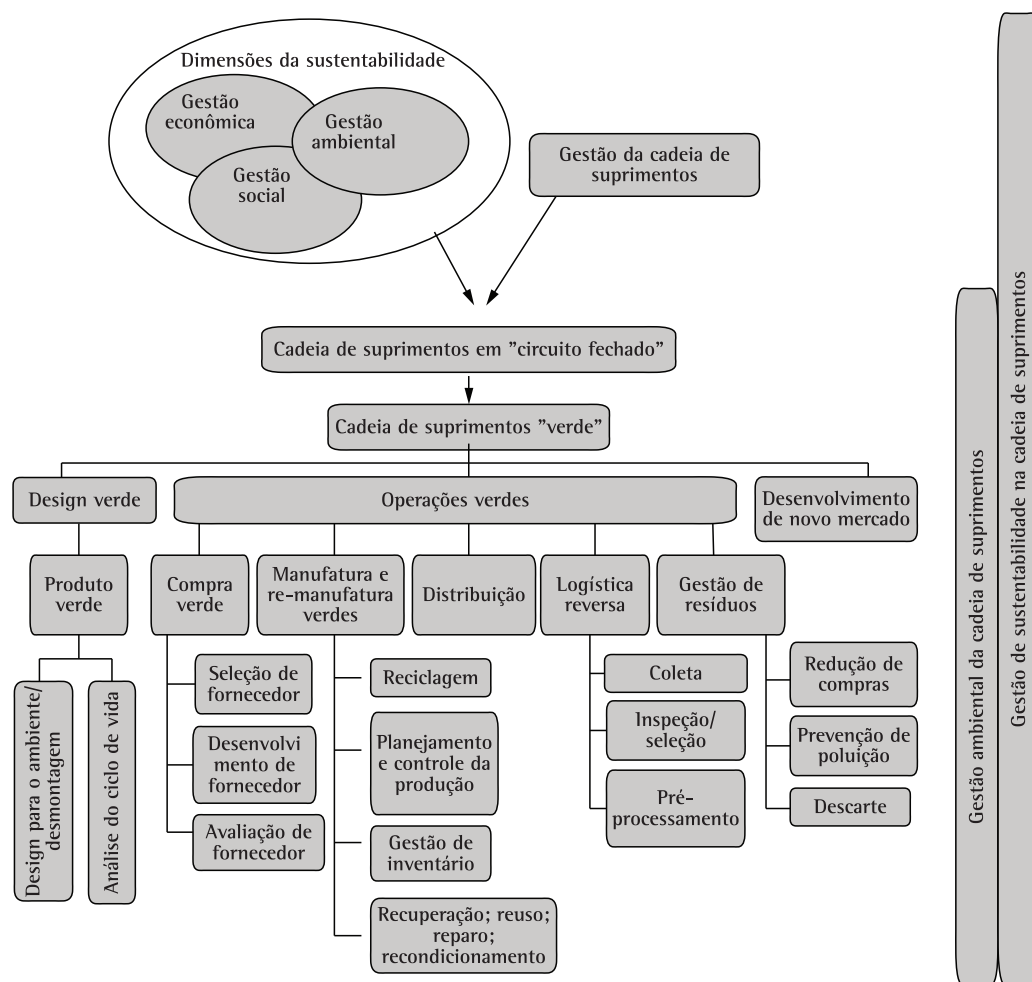 Dimensões da sustentabilidade
Gestão
econômica
Gestão
ambiental
Gestão
social
Gestão da cadeia de
suprimentos
Cadeia de suprimentos em "circuito fechado"
Cadeia de suprimentos "verde"
Design verde
Operações verdes
Desenvolvimento
de novo mercado
Produto
verde
Compra
verde
Manufatura e
re-manufatura
verdes
Distribuição
Logística
reversa
Gestão de
resíduos
Design para o ambiente/
desmontagem
Análise do ciclo de vida
Seleção de
fornecedor
Desenvolvi
mento de
fornecedor
Avaliação de
fornecedor
Reciclagem
Planejamento
e controle da
produção
Gestão de
inventário
Recuperação; reuso;
reparo;
recondicionamento
Coleta
Inspeção/
seleção
Pré-
processamento
Redução de
compras
Prevenção de
poluição
Descarte
Gestão ambiental da cadeia de suprimentos
Gestão de sustentabilidade na cadeia de suprimentos